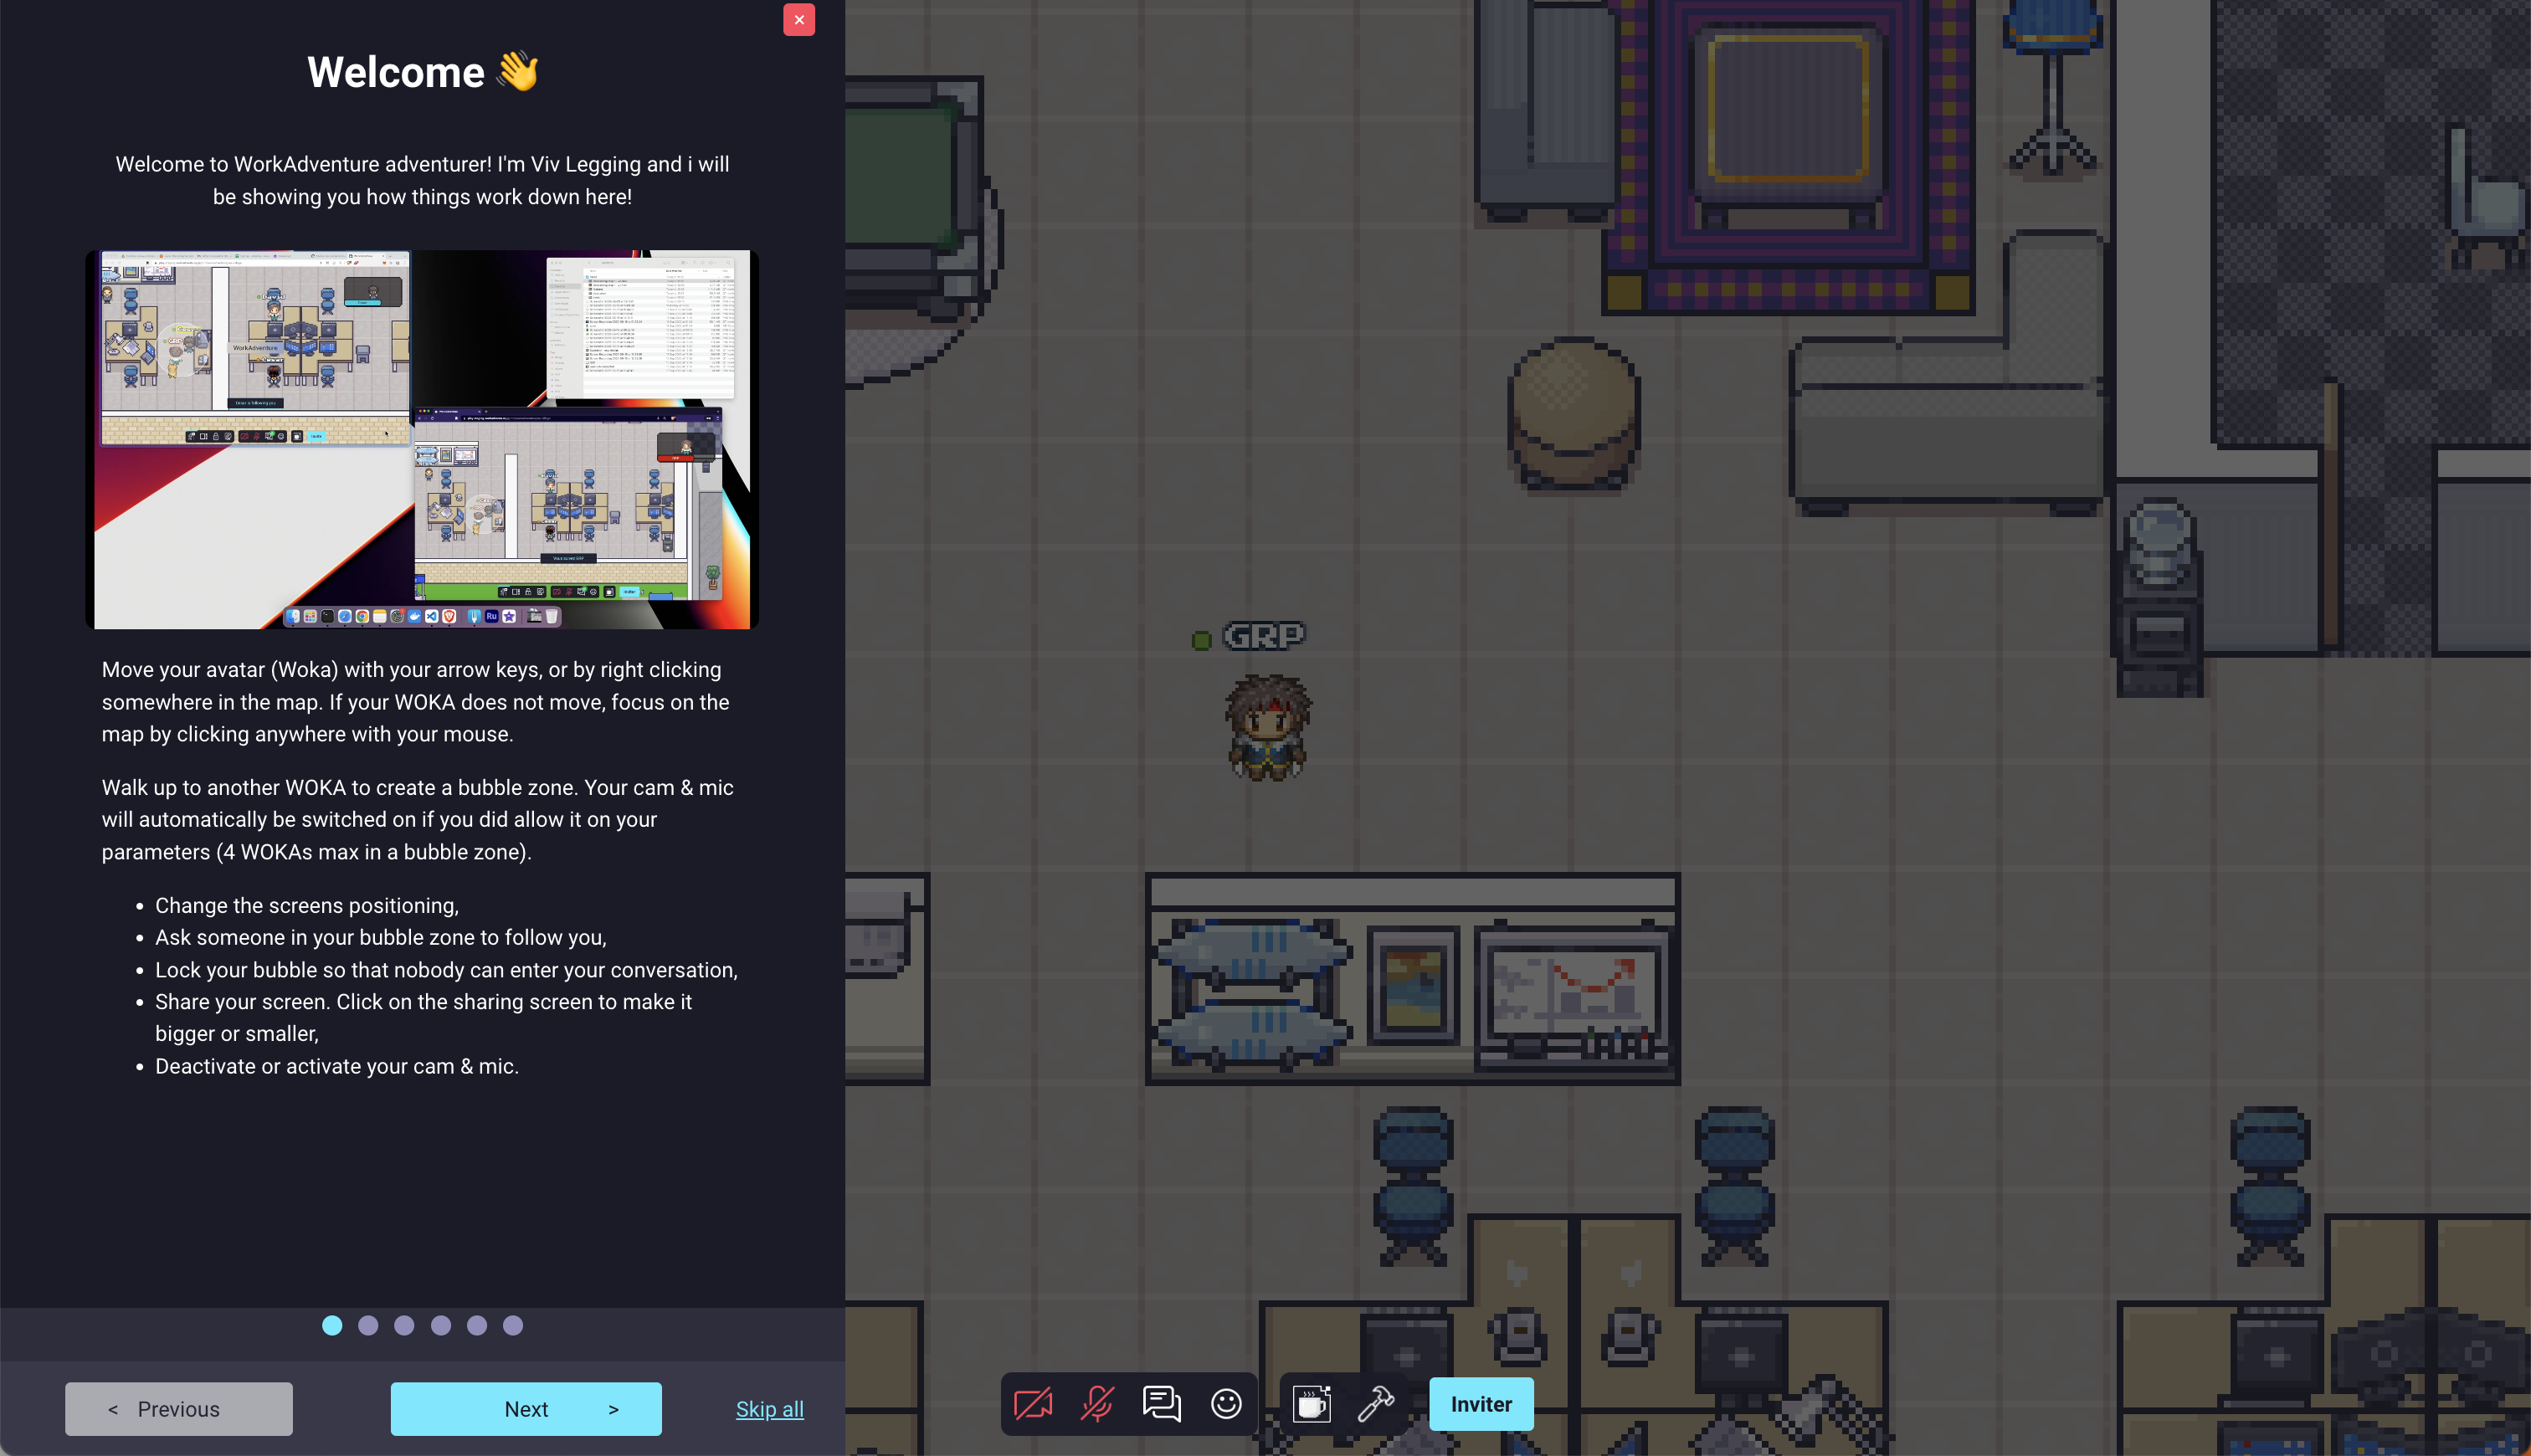 Welcome 👋
Welcome to WorkAdventure adventurer! I'm Viv Legging and i will
be showing you how things work down here!
WorkAdventure
Move your avatar (Woka) with your arrow keys, or by right clicking
somewhere in the map. If your WOKA does not move, focus on the
map by clicking anywhere with your mouse.
Walk up to another WOKA to create a bubble zone. Your cam & mic
will automatically be switched on if you did allow it on your
parameters (4 WOKAs max in a bubble zone).
• Change the screens positioning,
• Ask someone in your bubble zone to follow you,
• Lock your bubble so that nobody can enter your conversation,
• Share your screen. Click on the sharing screen to make it
bigger or smaller,
• Deactivate or activate your cam & mic.
< Previous
Next >
Skip all
GRP
Inviter